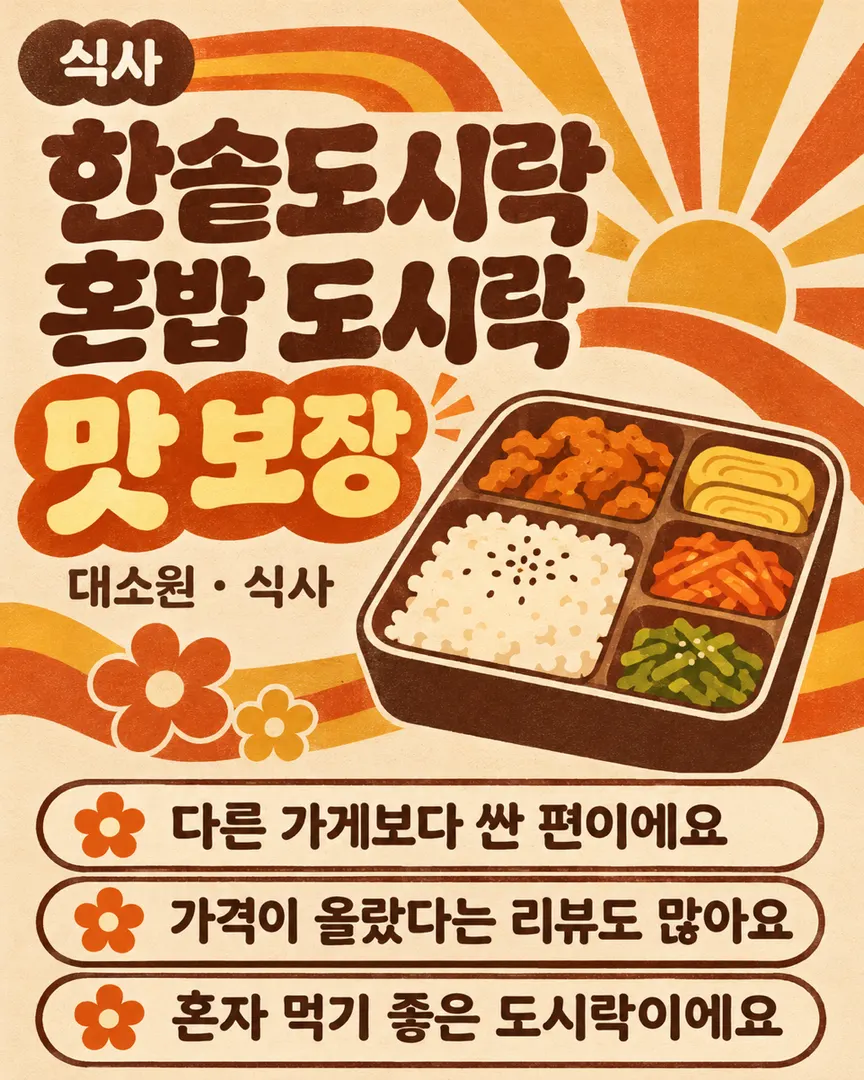 식사
한솥도시락
혼밥 도시락
맛 보장
대소원 · 식사
다른 가게보다 싼 편이에요
가격이 올랐다는 리뷰도 많아요
혼자 먹기 좋은 도시락이에요